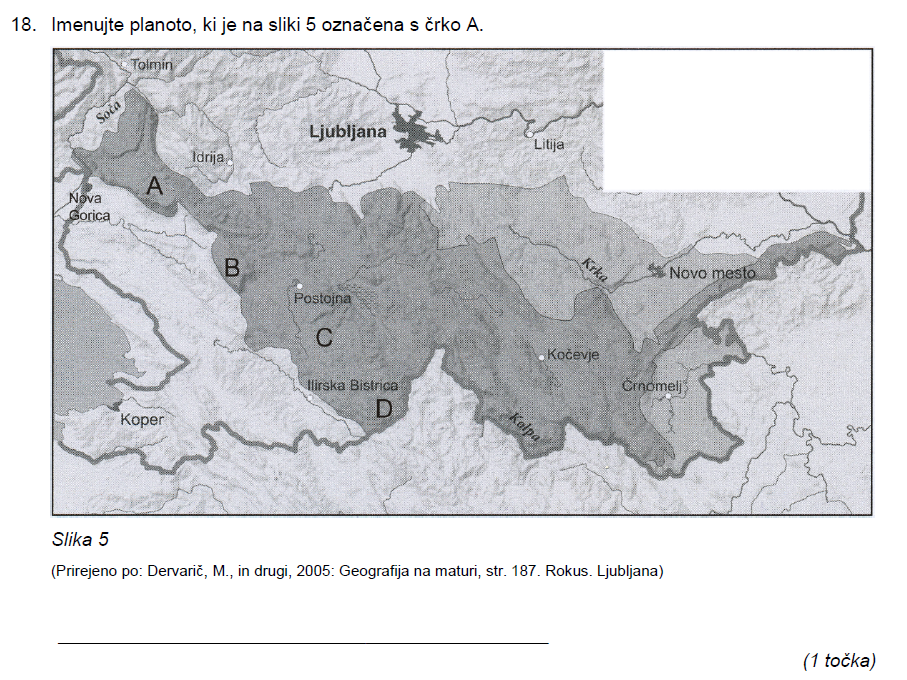 18. Imenujte planoto, ki je na sliki 5 označena s črko A.
Tolmin
Soča
Ljubljana
Idrija
Litija
A
Nova
Gorica
B
Krka
Novo mesto
Postojna
C
Kočevje
Ilirska Bistrica
Črnomelj
D
Koper
Kolpa
Slika 5
(Prirejeno po: Dervarič, M., in drugi, 2005: Geografija na maturi, str. 187. Rokus. Ljubljana)
(1 točka)